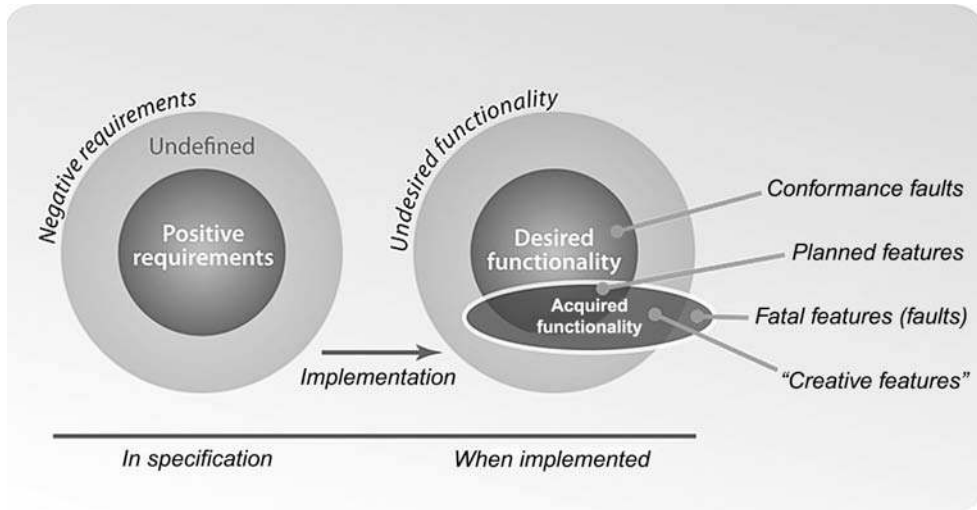 Negative requirements
Undefined
Positive
requirements
Undesired functionality
Desired
functionality
Acquired
functionality
Conformance faults
Planned features
Fatal features (faults)
“Creative features”
Implementation
In specification
When implemented